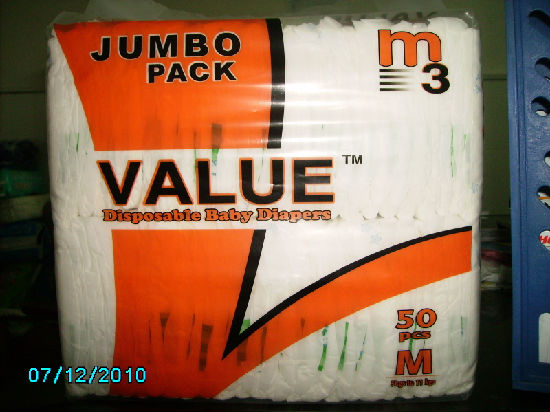 JUMBO
PACK
m
3
VALUE™
Disposable Baby Diapers
50
pcs
M
07/12/2010